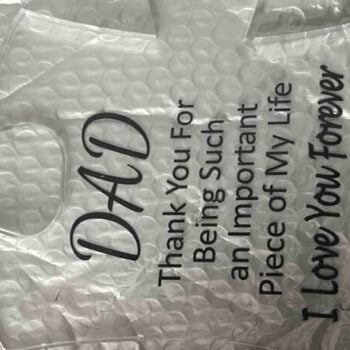 DAD
Thank You For
Being Such
an Important
Piece of My Life
I Love You Forever